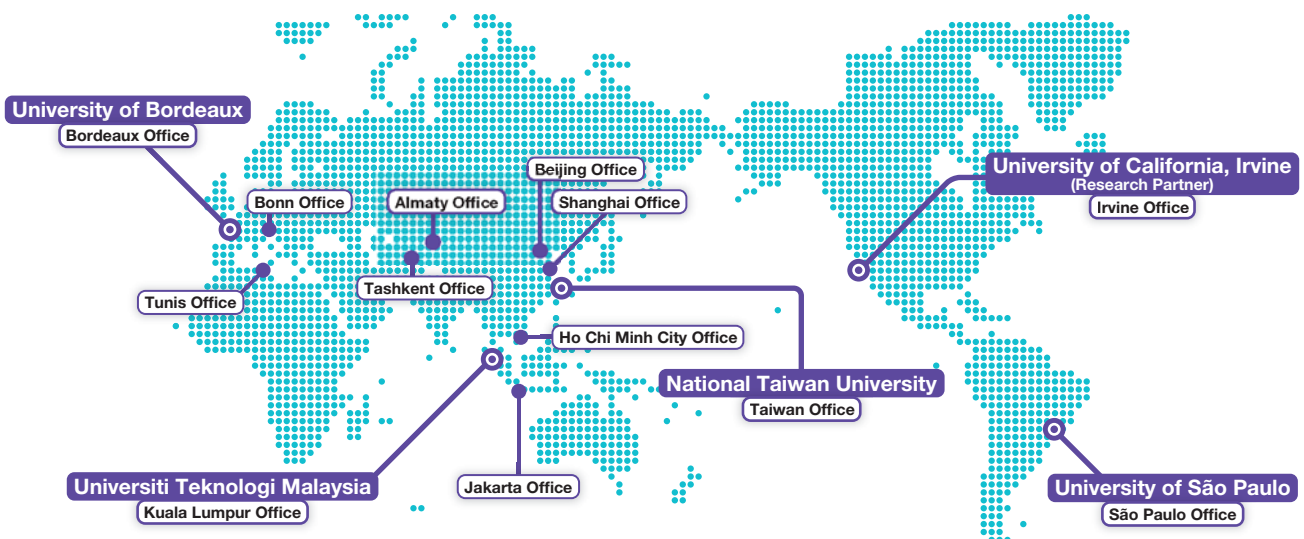 University of Bordeaux
Bordeaux Office
Beijing Office
University of California, Irvine
(Research Partner)
Irvine Office
Bonn Office
Almaty Office
Shanghai Office
Tunis Office
Tashkent Office
Ho Chi Minh City Office
National Taiwan University
Taiwan Office
Universiti Teknologi Malaysia
Kuala Lumpur Office
Jakarta Office
University of São Paulo
São Paulo Office